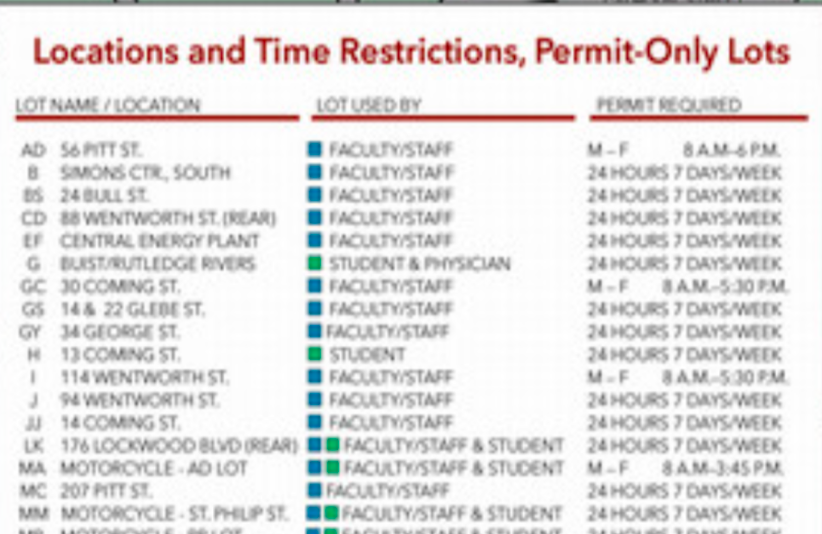 Locations and Time Restrictions, Permit-Only Lots
LOT NAME / LOCATION LOT USED BY PERMIT REQUIRED
AD 56 PITT ST. FACULTY/STAFF M – F 8 A.M.–6 P.M.
B SIMONS CTR., SOUTH FACULTY/STAFF 24 HOURS 7 DAYS/WEEK
BS 24 BULL ST. FACULTY/STAFF 24 HOURS 7 DAYS/WEEK
CD 88 WENTWORTH ST. (REAR) FACULTY/STAFF 24 HOURS 7 DAYS/WEEK
EF CENTRAL ENERGY PLANT FACULTY/STAFF 24 HOURS 7 DAYS/WEEK
G BUIST/RUTLEDGE RIVERS STUDENT & PHYSICIAN 24 HOURS 7 DAYS/WEEK
GC 30 COMING ST. FACULTY/STAFF M – F 8 A.M.–5:30 P.M.
GS 14 & 22 GLEBE ST. FACULTY/STAFF 24 HOURS 7 DAYS/WEEK
GY 34 GEORGE ST. FACULTY/STAFF 24 HOURS 7 DAYS/WEEK
H 13 COMING ST. STUDENT 24 HOURS 7 DAYS/WEEK
I 114 WENTWORTH ST. FACULTY/STAFF M – F 8 A.M.–5:30 P.M.
J 94 WENTWORTH ST. FACULTY/STAFF 24 HOURS 7 DAYS/WEEK
JJ 14 COMING ST. FACULTY/STAFF 24 HOURS 7 DAYS/WEEK
LK 176 LOCKWOOD BLVD (REAR) FACULTY/STAFF & STUDENT 24 HOURS 7 DAYS/WEEK
MA MOTORCYCLE - AD LOT FACULTY/STAFF & STUDENT M – F 8 A.M–3:45 P.M.
MC 207 PITT ST. FACULTY/STAFF 24 HOURS 7 DAYS/WEEK
MM MOTORCYCLE - ST. PHILIP ST. FACULTY/STAFF & STUDENT 24 HOURS 7 DAYS/WEEK